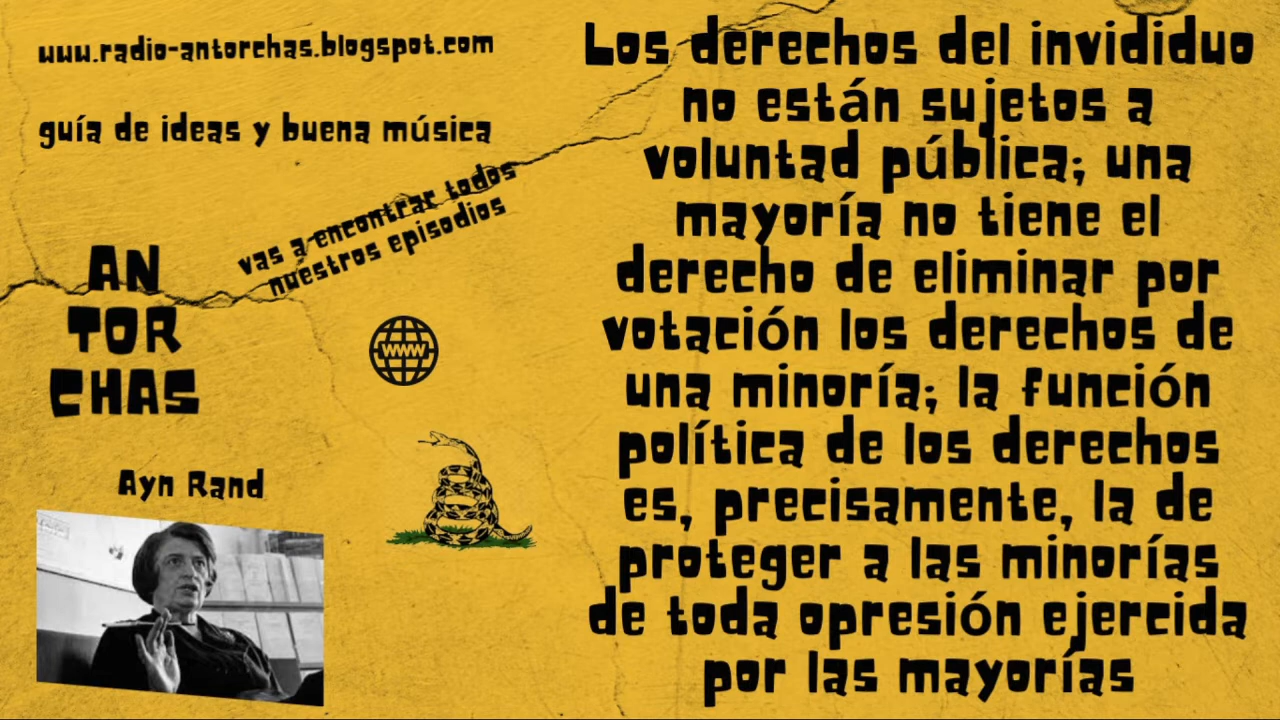 www.radio-antorchas.blogspot.com
guía de ideas y buena música
vas a encontrar todos
nuestros episodios
AN
TOR
CHAS
WWW
Ayn Rand
Los derechos del invididuo
no están sujetos a
voluntad pública; una
mayoría no tiene el
derecho de eliminar por
votación los derechos de
una minoría; la función
política de los derechos
es, precisamente, la de
proteger a las minorías
de toda opresión ejercida
por las mayorías